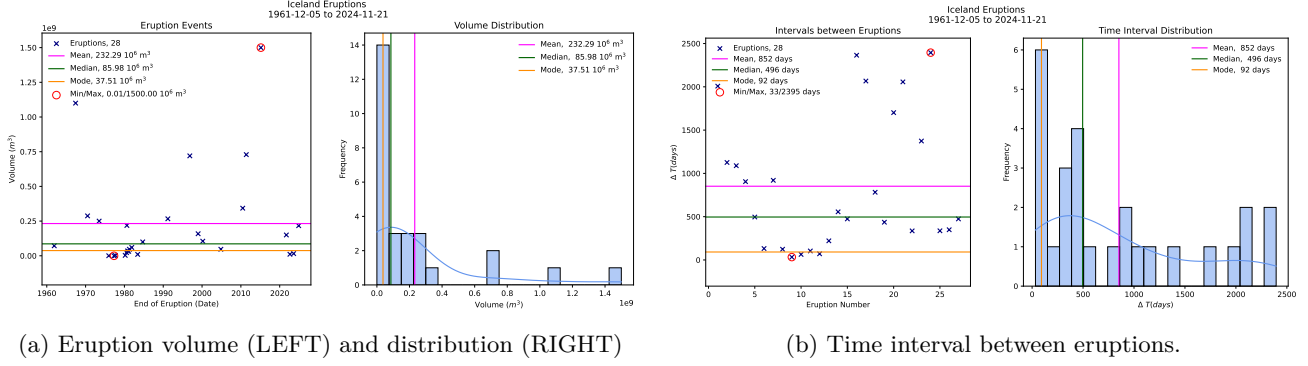 Iceland Eruptions
1961-12-05 to 2024-11-21
1e9
Eruption Events
Eruptions, 28
Mean, 232.29 10⁶ m³
Median, 85.98 10⁶ m³
Mode, 37.51 10⁶ m³
Min/Max, 0.01/1500.00 10⁶ m³
Volume (m³)
1.50
1.25
1.00
0.75
0.50
0.25
0.00
1960 1970 1980 1990 2000 2010 2020
End of Eruption (Date)
Volume Distribution
Mean, 232.29 10⁶ m³
Median, 85.98 10⁶ m³
Mode, 37.51 10⁶ m³
Frequency
14
12
10
8
6
4
2
0
0.0 0.2 0.4 0.6 0.8 1.0 1.2 1.4
Volume (m³)
1e9
(a) Eruption volume (LEFT) and distribution (RIGHT)
Iceland Eruptions
1961-12-05 to 2024-11-21
Intervals between Eruptions
Eruptions, 28
Mean, 852 days
Median, 496 days
Mode, 92 days
Min/Max, 33/2395 days
Δ T(days)
2500
2000
1500
1000
500
0
0 5 10 15 20 25
Eruption Number
Time Interval Distribution
Mean, 852 days
Median, 496 days
Mode, 92 days
Frequency
6
5
4
3
2
1
0
0 500 1000 1500 2000
Δ T(days)
(b) Time interval between eruptions.